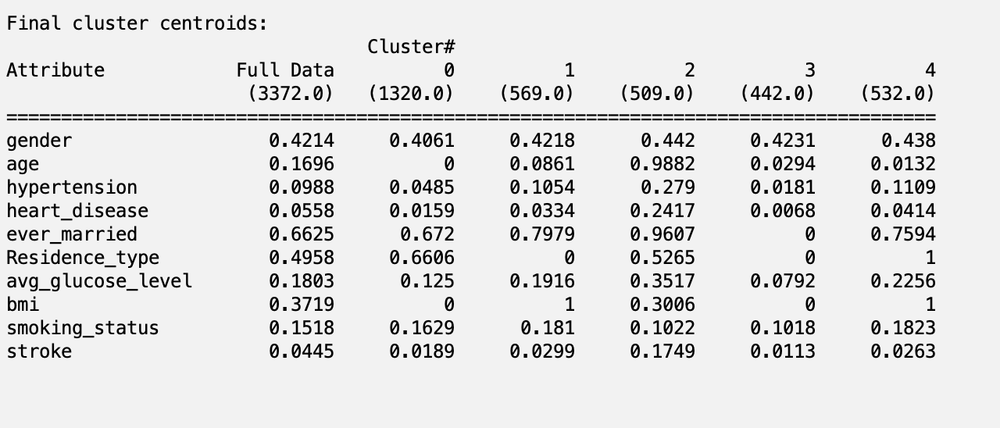 Final cluster centroids:
Cluster#
Attribute Full Data 0 1 2 3 4
(3372.0) (1320.0) (569.0) (509.0) (442.0) (532.0)
=====================================================================================
gender 0.4214 0.4061 0.4218 0.442 0.4231 0.438
age 0.1696 0 0.0861 0.9882 0.0294 0.0132
hypertension 0.0988 0.0485 0.1054 0.279 0.0181 0.1109
heart_disease 0.0558 0.0159 0.0334 0.2417 0.0068 0.0414
ever_married 0.6625 0.672 0.7979 0.9607 0 0.7594
Residence_type 0.4958 0.6606 0 0.5265 0 1
avg_glucose_level 0.1803 0.125 0.1916 0.3517 0.0792 0.2256
bmi 0.3719 0 1 0.3006 0 1
smoking_status 0.1518 0.1629 0.181 0.1022 0.1018 0.1823
stroke 0.0445 0.0189 0.0299 0.1749 0.0113 0.0263